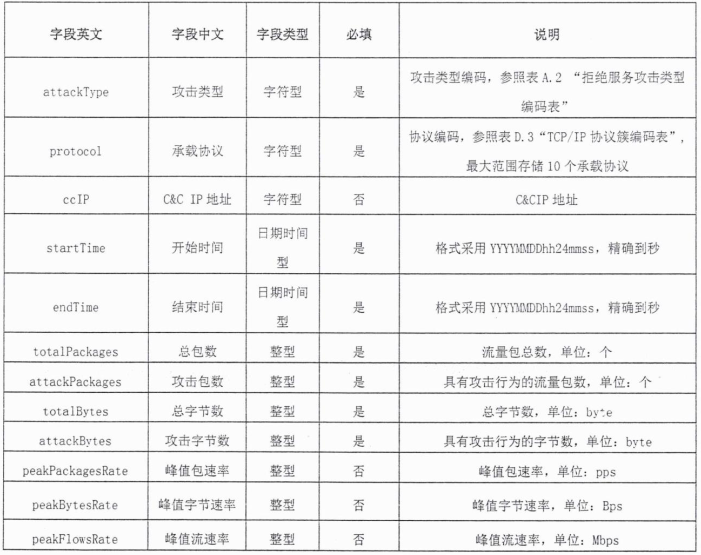 字段英文 字段中文 字段类型 必填 说明
attackType 攻击类型 字符型 是 攻击类型编码，参照表 A.2 “拒绝服务攻击类型
编码表”
protocol 承载协议 字符型 是 协议编码，参照表 D.3“TCP/IP 协议簇编码表”，
最大范围存储 10 个承载协议
ccIP C&C IP 地址 字符型 否 C&CIP 地址
startTime 开始时间 日期时间
型 是 格式采用 YYYYMMDDhh24mmss，精确到秒
endTime 结束时间 日期时间
型 是 格式采用 YYYYMMDDhh24mmss，精确到秒
totalPackages 总包数 整型 是 流量包总数，单位：个
attackPackages 攻击包数 整型 是 具有攻击行为的流量包数，单位：个
totalBytes 总字节数 整型 是 总字节数，单位：byte
attackBytes 攻击字节数 整型 是 具有攻击行为的字节数，单位：byte
peakPackagesRate 峰值包速率 整型 否 峰值包速率，单位：pps
peakBytesRate 峰值字节速率 整型 否 峰值字节速率，单位：Bps
peakFlowsRate 峰值流速率 整型 否 峰值流速率，单位：Mbps